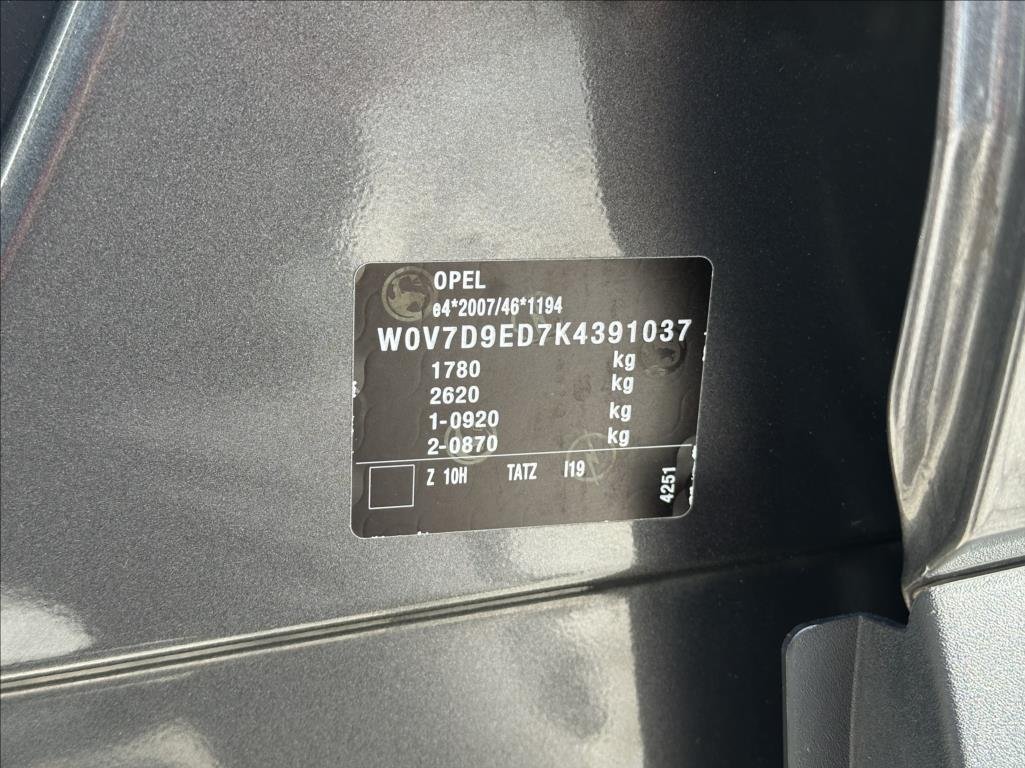 OPEL
e4*2007/46*1194
W0V7D9ED7K4391037
1780 kg
2620 kg
1-0920 kg
2-0870 kg
Z 10H TATZ I19
4251